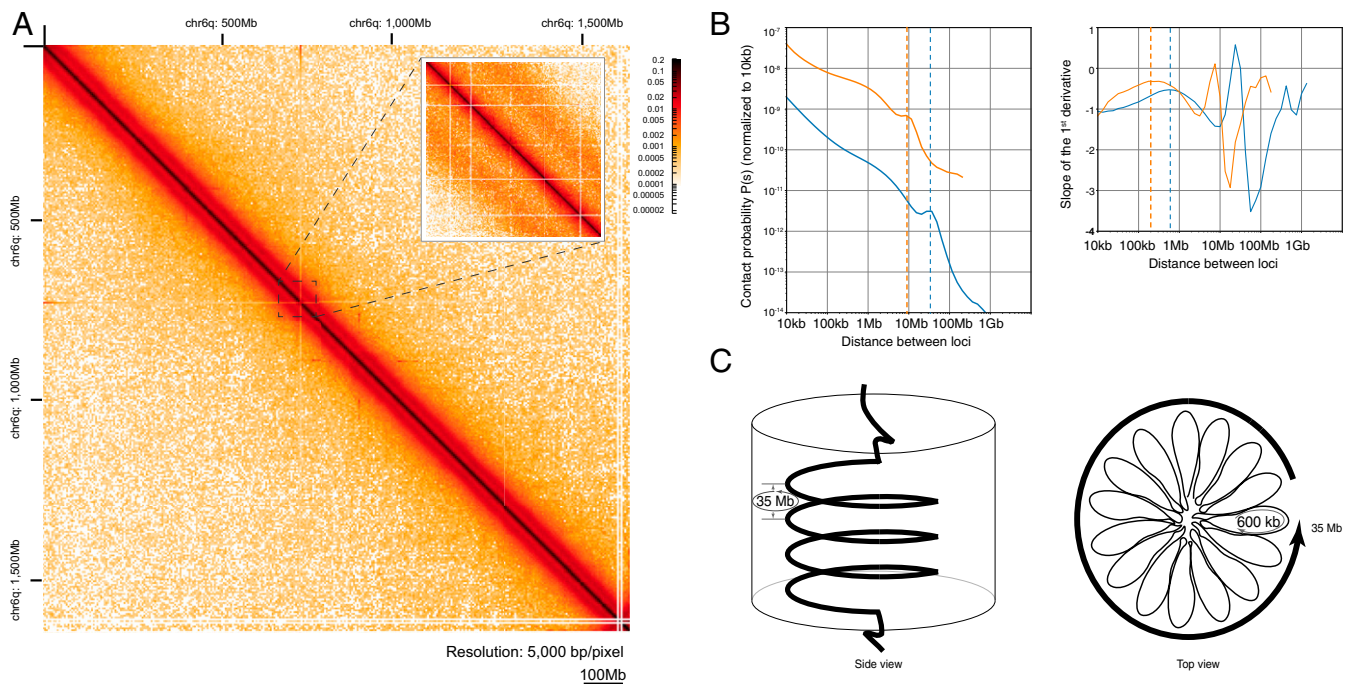 A
chr6q: 500Mb
chr6q: 1,000Mb
chr6q: 1,500Mb
0.2
0.1
0.05
0.02
0.01
0.005
0.002
0.001
0.0005
0.0002
0.0001
0.00005
0.00002
chr6q: 500Mb
chr6q: 1,000Mb
chr6q: 1,500Mb
Resolution: 5,000 bp/pixel
100Mb
B
Contact probability P(s) (normalized to 10kb)
10-7
10-8
10-9
10-10
10-11
10-12
10-13
10-14
10kb 100kb 1Mb 10Mb 100Mb 1Gb
Distance between loci
Slope of the 1st derivative
1
0
-1
-2
-3
-4
10kb 100kb 1Mb 10Mb 100Mb 1Gb
Distance between loci
C
35 Mb
Side view
600 kb
35 Mb
Top view